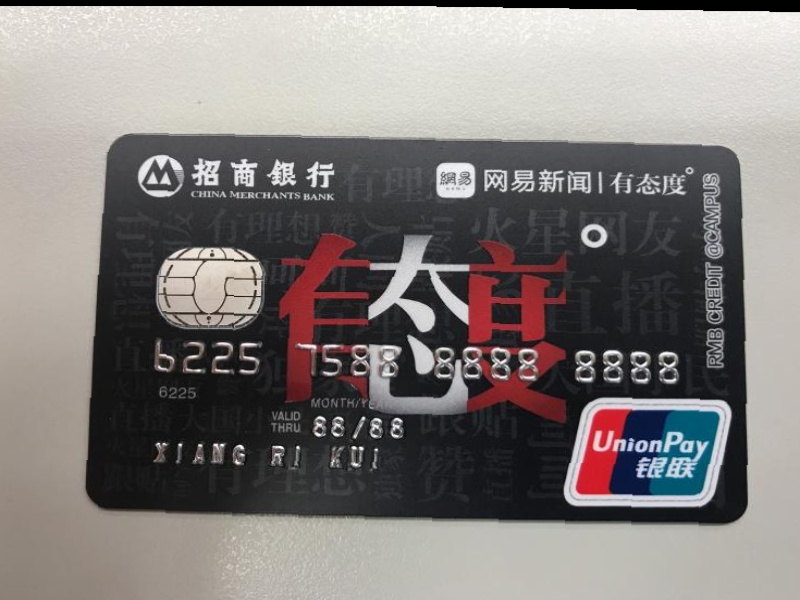 招商银行
CHINA MERCHANTS BANK
網易
NEWS
网易新闻|有态度°
RMB CREDIT @CAMPUS
有态度°
6225 7588 8888 8888
6225
MONTH/YEAR
VALID THRU 88/88
XIANG RI KUI
UnionPay
银联